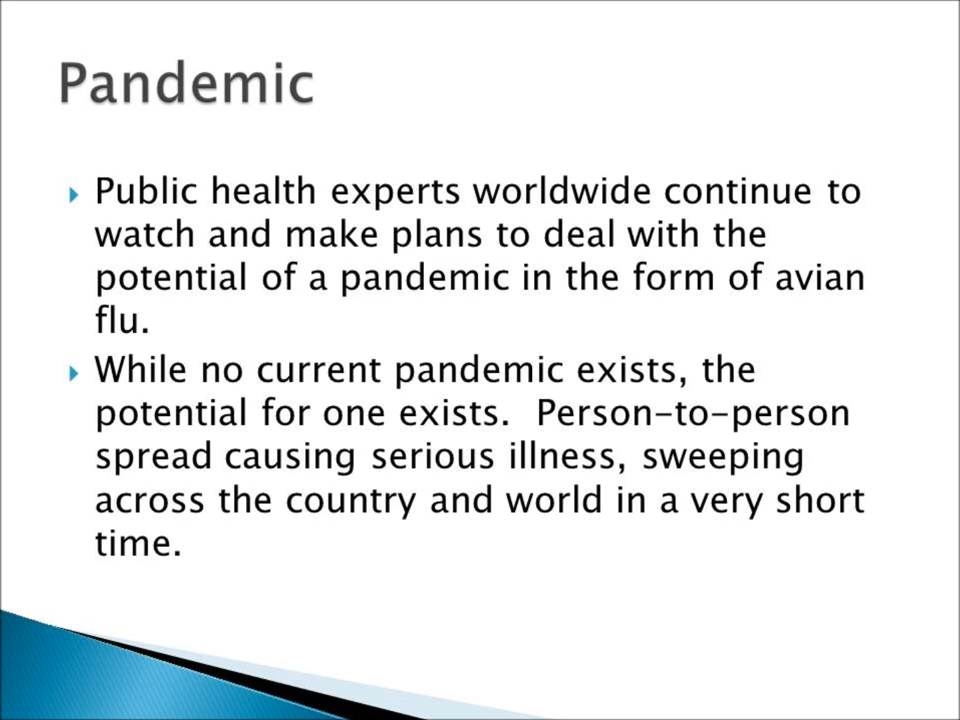 Pandemic
Public health experts worldwide continue to
watch and make plans to deal with the
potential of a pandemic in the form of avian
flu.
While no current pandemic exists, the
potential for one exists.  Person-to-person
spread causing serious illness, sweeping
across the country and world in a very short
time.